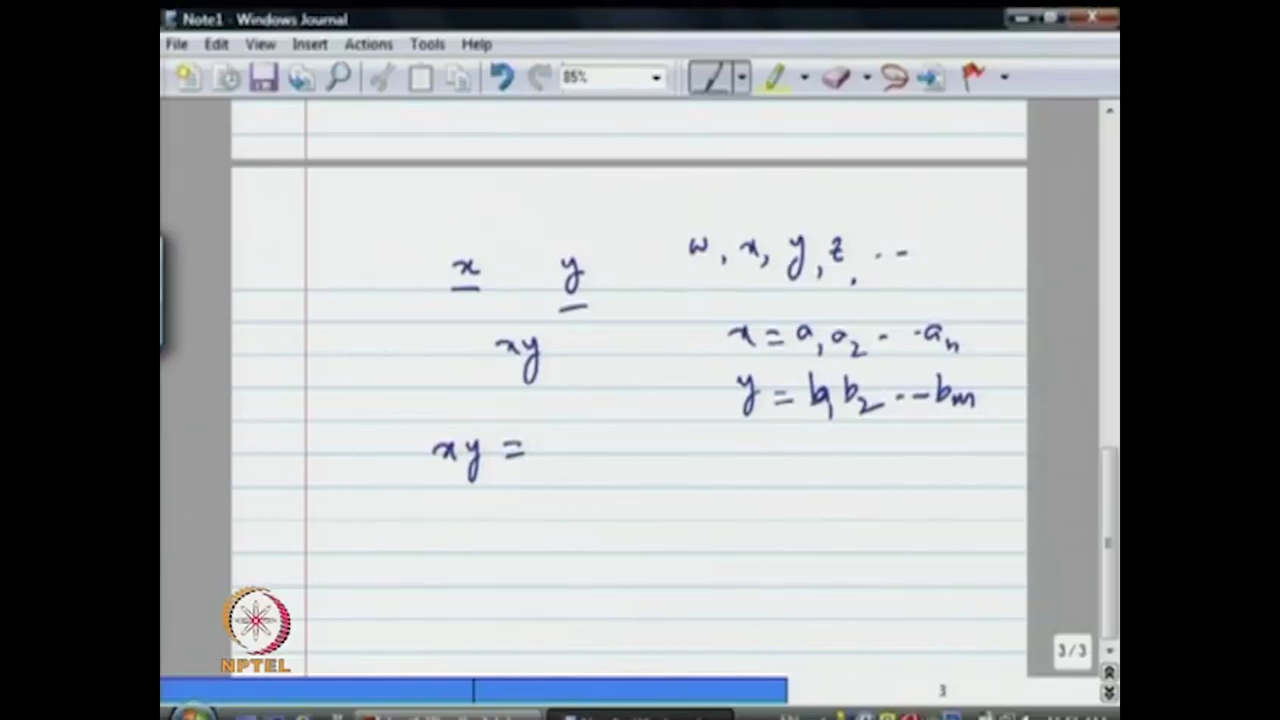 Note1 - Windows Journal
File Edit View Insert Actions Tools Help
85%
x y
w, x, y, z, . . -
xy
x = a1 a2 - - an
y = b1 b2 - - bm
xy =
NPTEL
3/3
3